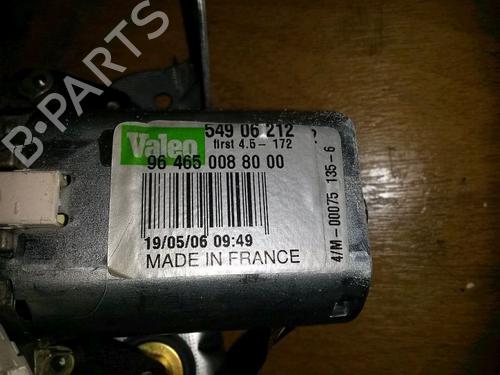 B-PARTS
Valeo
549 06 212
first 4.5- 172
96 465 008 80 00
19/05/06 09:49
MADE IN FRANCE
4/M-00075 135-6